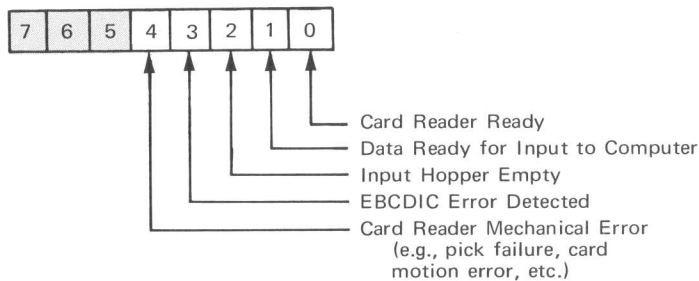 7 6 5 4 3 2 1 0
Card Reader Ready
Data Ready for Input to Computer
Input Hopper Empty
EBCDIC Error Detected
Card Reader Mechanical Error
(e.g., pick failure, card
motion error, etc.)